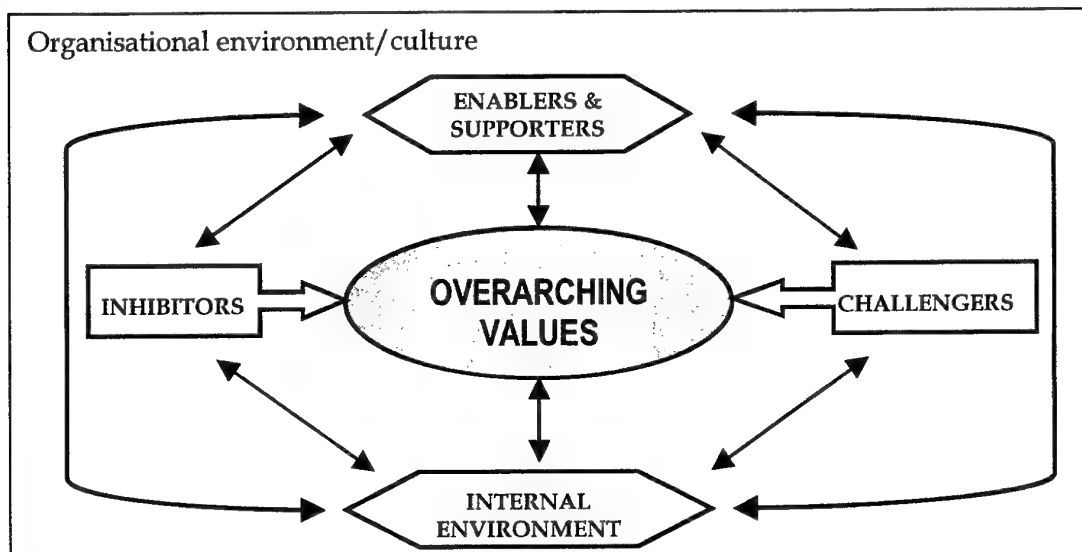 Organisational environment/culture
ENABLERS &
SUPPORTERS
INHIBITORS
OVERARCHING
VALUES
CHALLENGERS
INTERNAL
ENVIRONMENT